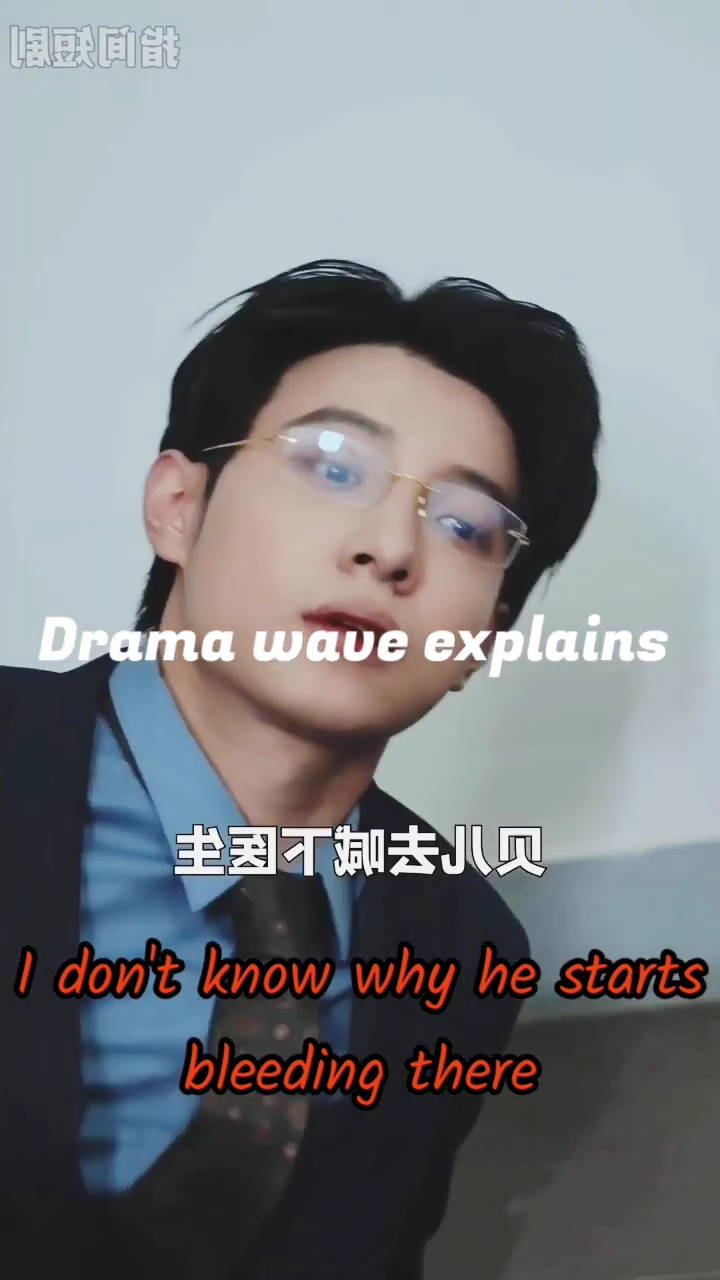 指间短剧
Drama wave explains
贝儿去喊下医生
I don't know why he starts
bleeding there